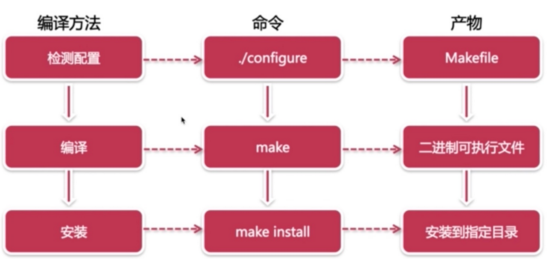 编译方法 命令 产物
检测配置 ./configure Makefile
编译 make 二进制可执行文件
安装 make install 安装到指定目录